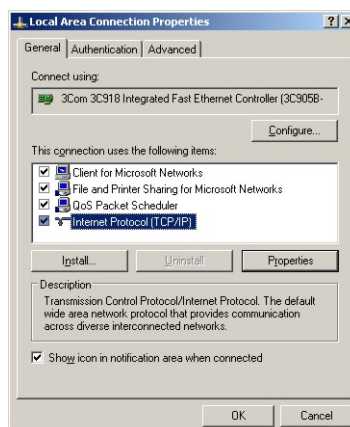 Local Area Connection Properties
General Authentication Advanced
Connect using:
3Com 3C918 Integrated Fast Ethernet Controller (3C905B-
Configure...
This connection uses the following items:
Client for Microsoft Networks
File and Printer Sharing for Microsoft Networks
QoS Packet Scheduler
Internet Protocol (TCP/IP)
Install... Uninstall Properties
Description
Transmission Control Protocol/Internet Protocol. The default
wide area network protocol that provides communication
across diverse interconnected networks.
Show icon in notification area when connected
OK Cancel